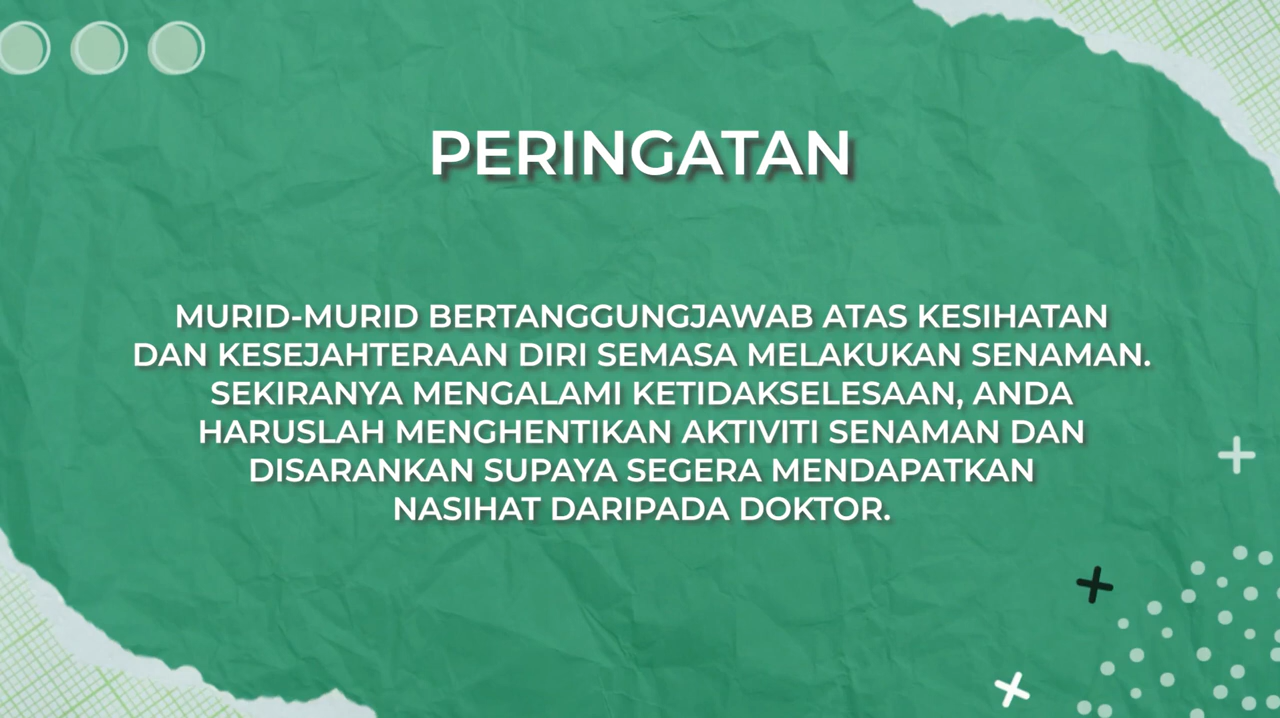 PERINGATAN
MURID-MURID BERTANGGUNGJAWAB ATAS KESIHATAN
DAN KESEJAHTERAAN DIRI SEMASA MELAKUKAN SENAMAN.
SEKIRANYA MENGALAMI KETIDAKSELESAAN, ANDA
HARUSLAH MENGHENTIKAN AKTIVITI SENAMAN DAN
DISARANKAN SUPAYA SEGERA MENDAPATKAN
NASIHAT DARIPADA DOKTOR.